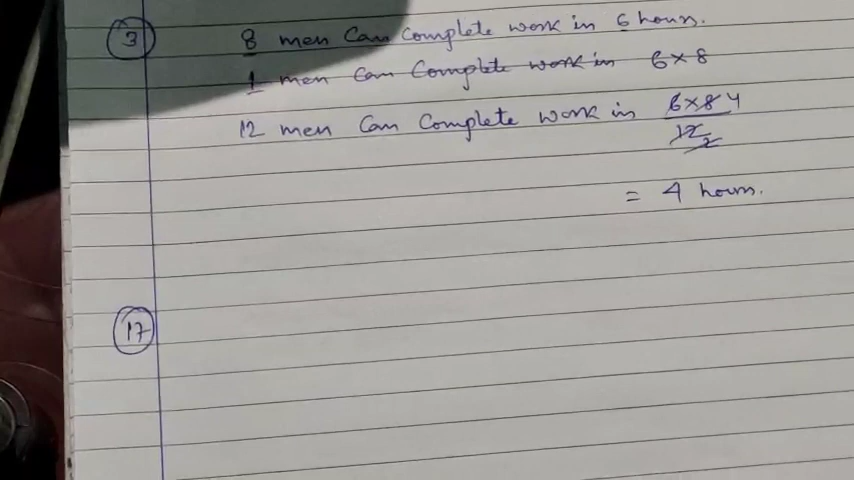 3 8 men can complete work in 6 hours.
1 men can complete work in 6×8
12 men can complete work in 6×8 4
12 2
= 4 hours.
17